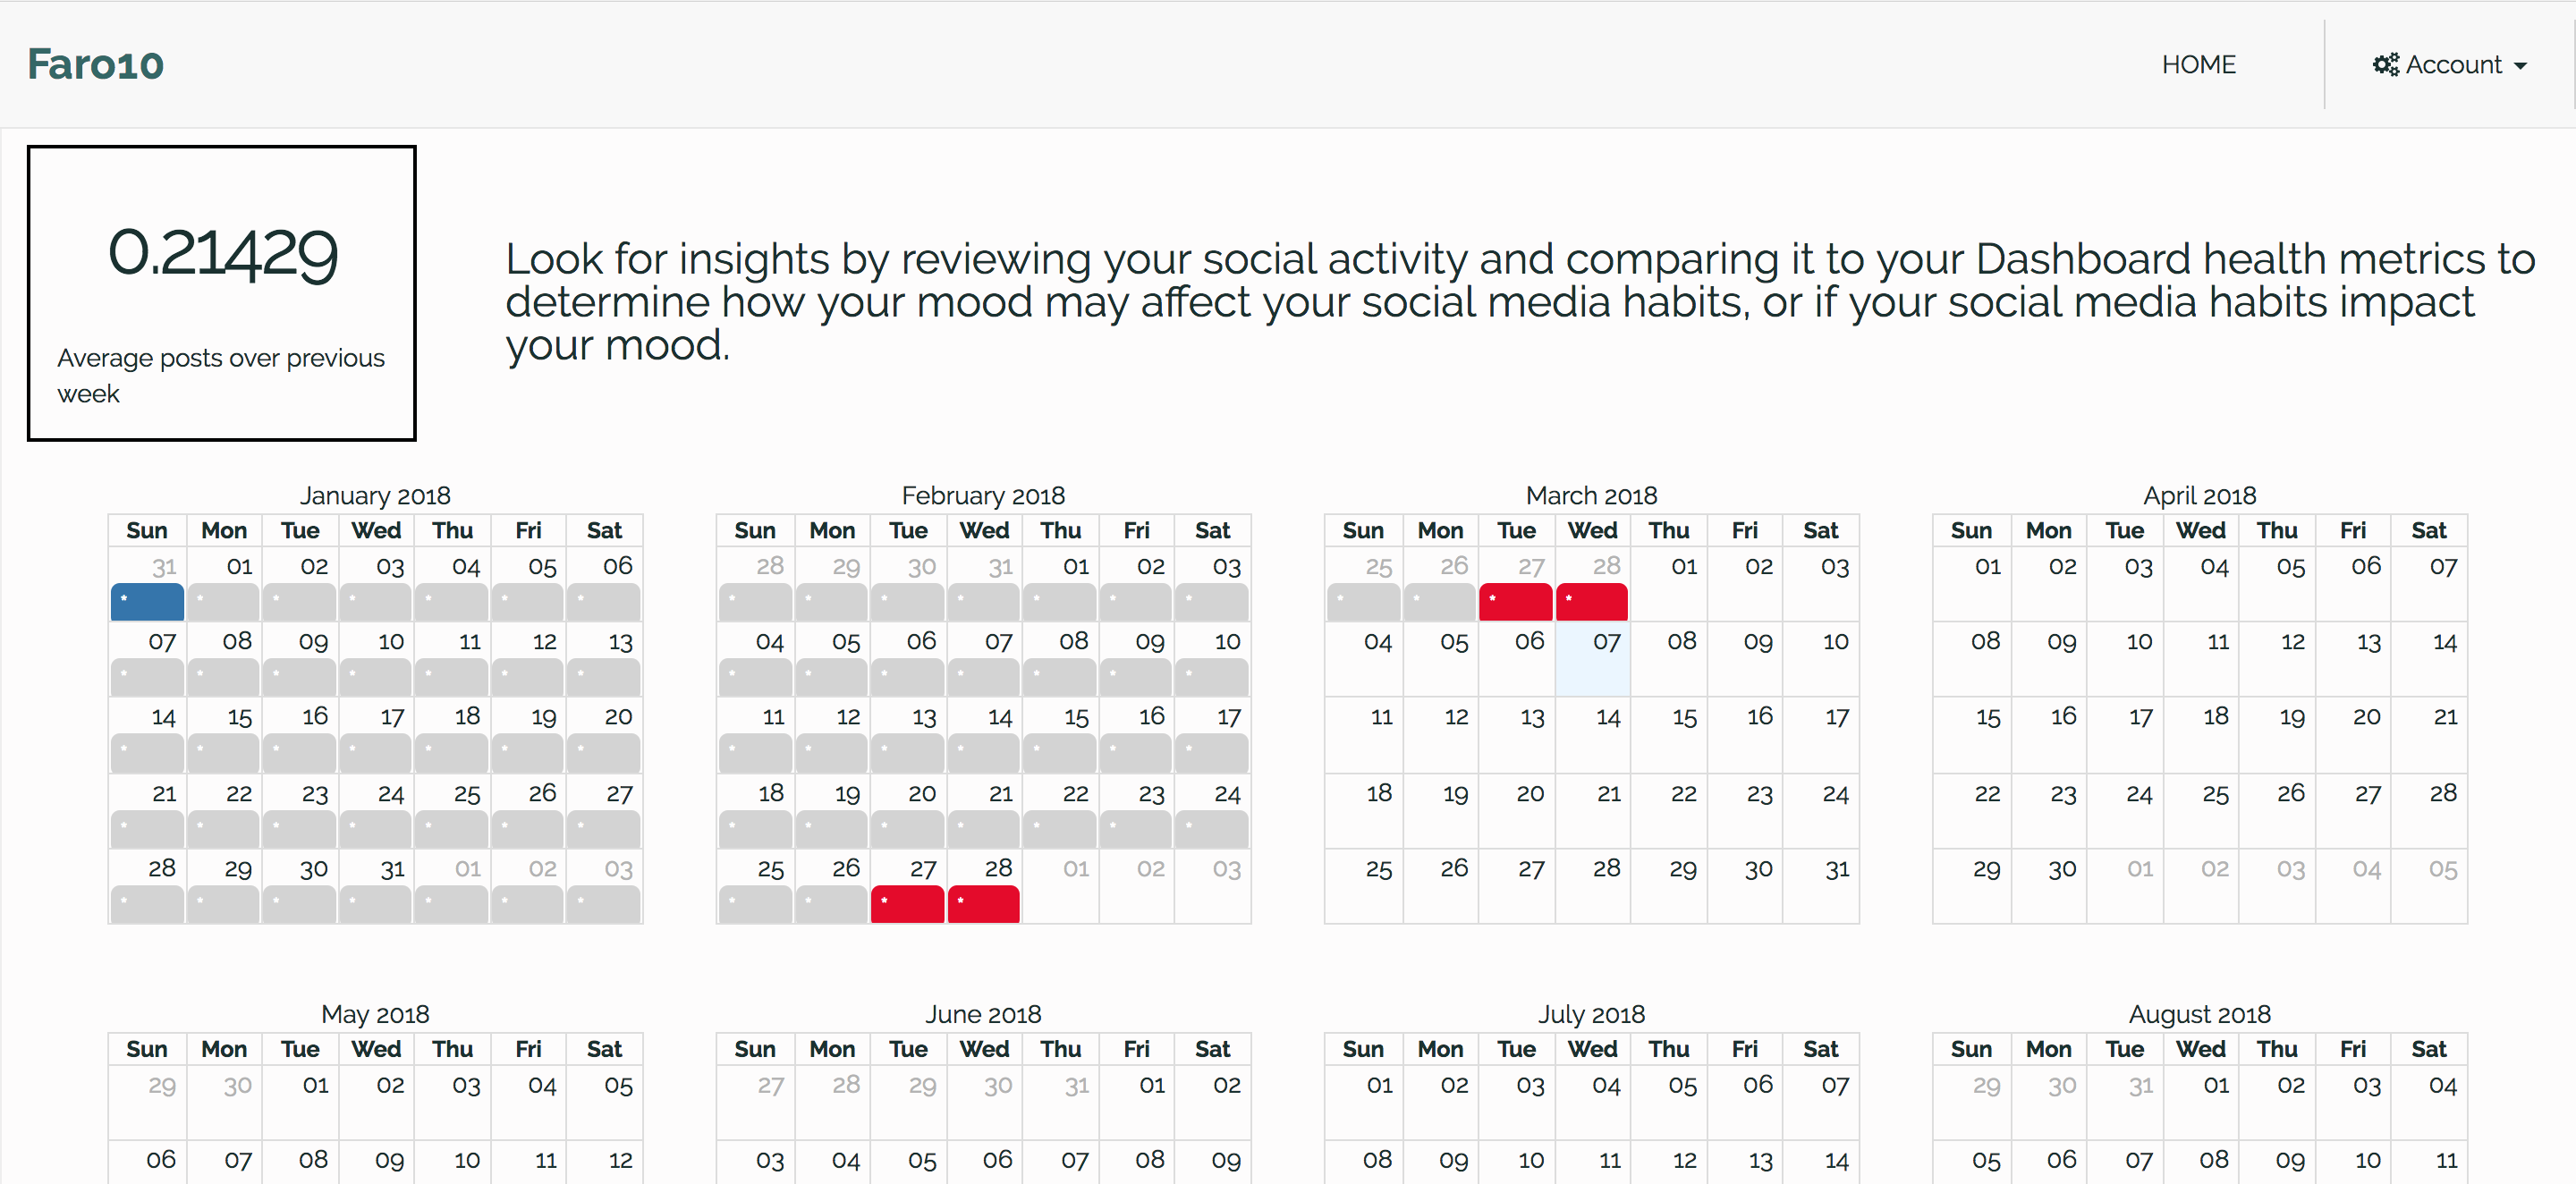 Faro10
HOME
Account
0.21429
Average posts over previous
week
Look for insights by reviewing your social activity and comparing it to your Dashboard health metrics to
determine how your mood may affect your social media habits, or if your social media habits impact
your mood.
January 2018
Sun Mon Tue Wed Thu Fri Sat
31 01 02 03 04 05 06
* * * * * * *
07 08 09 10 11 12 13
* * * * * * *
14 15 16 17 18 19 20
* * * * * * *
21 22 23 24 25 26 27
* * * * * * *
28 29 30 31 01 02 03
* * * * * * *
February 2018
Sun Mon Tue Wed Thu Fri Sat
28 29 30 31 01 02 03
* * * * * * *
04 05 06 07 08 09 10
* * * * * * *
11 12 13 14 15 16 17
* * * * * * *
18 19 20 21 22 23 24
* * * * * * *
25 26 27 28 01 02 03
* * * *
March 2018
Sun Mon Tue Wed Thu Fri Sat
25 26 27 28 01 02 03
* * * *
04 05 06 07 08 09 10
11 12 13 14 15 16 17
18 19 20 21 22 23 24
25 26 27 28 29 30 31
April 2018
Sun Mon Tue Wed Thu Fri Sat
01 02 03 04 05 06 07
08 09 10 11 12 13 14
15 16 17 18 19 20 21
22 23 24 25 26 27 28
29 30 01 02 03 04 05
May 2018
Sun Mon Tue Wed Thu Fri Sat
29 30 01 02 03 04 05
06 07 08 09 10 11 12
June 2018
Sun Mon Tue Wed Thu Fri Sat
27 28 29 30 31 01 02
03 04 05 06 07 08 09
July 2018
Sun Mon Tue Wed Thu Fri Sat
01 02 03 04 05 06 07
08 09 10 11 12 13 14
August 2018
Sun Mon Tue Wed Thu Fri Sat
29 30 31 01 02 03 04
05 06 07 08 09 10 11